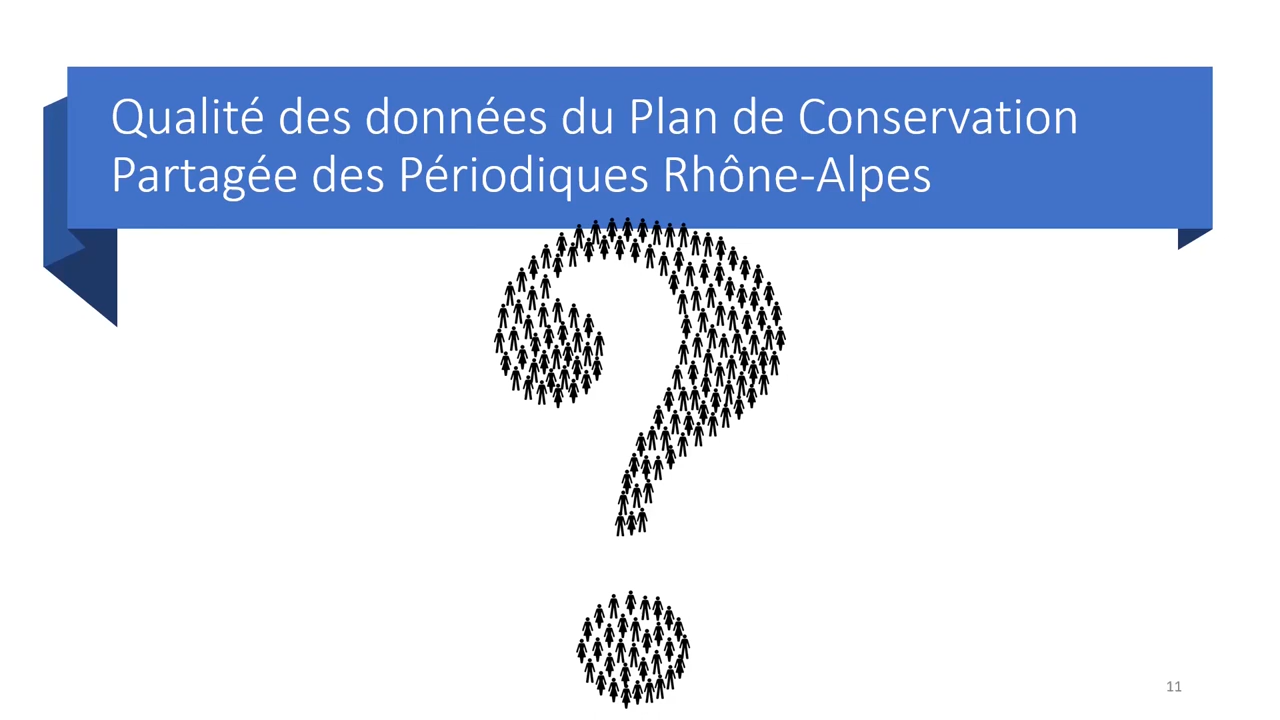 Qualité des données du Plan de Conservation
Partagée des Périodiques Rhône-Alpes
11